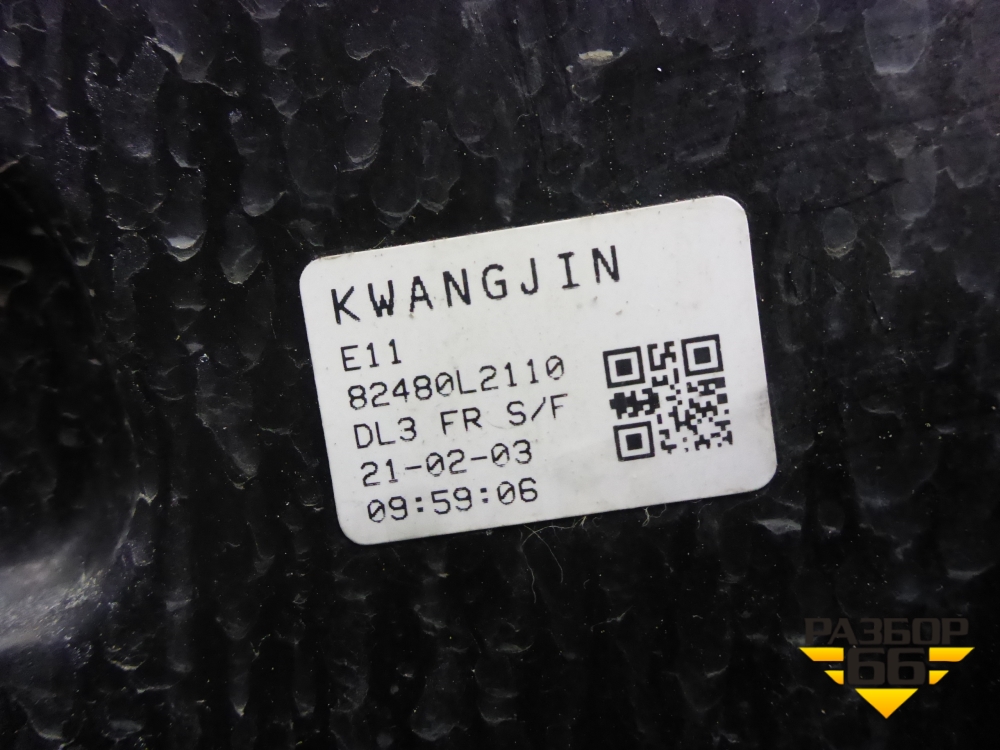 KWANGJIN
E11
82480L2110
DL3 FR S/F
21-02-03
09:59:06
РАЗБОР
66